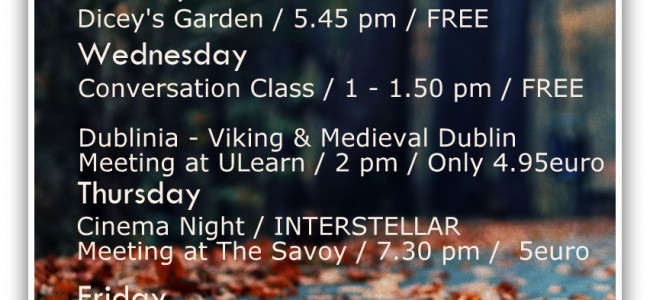 Dicey's Garden / 5.45 pm / FREE
Wednesday
Conversation Class / 1 - 1.50 pm / FREE
Dublinia - Viking & Medieval Dublin
Meeting at ULearn / 2 pm / Only 4.95euro
Thursday
Cinema Night / INTERSTELLAR
Meeting at The Savoy / 7.30 pm /  5euro
Friday